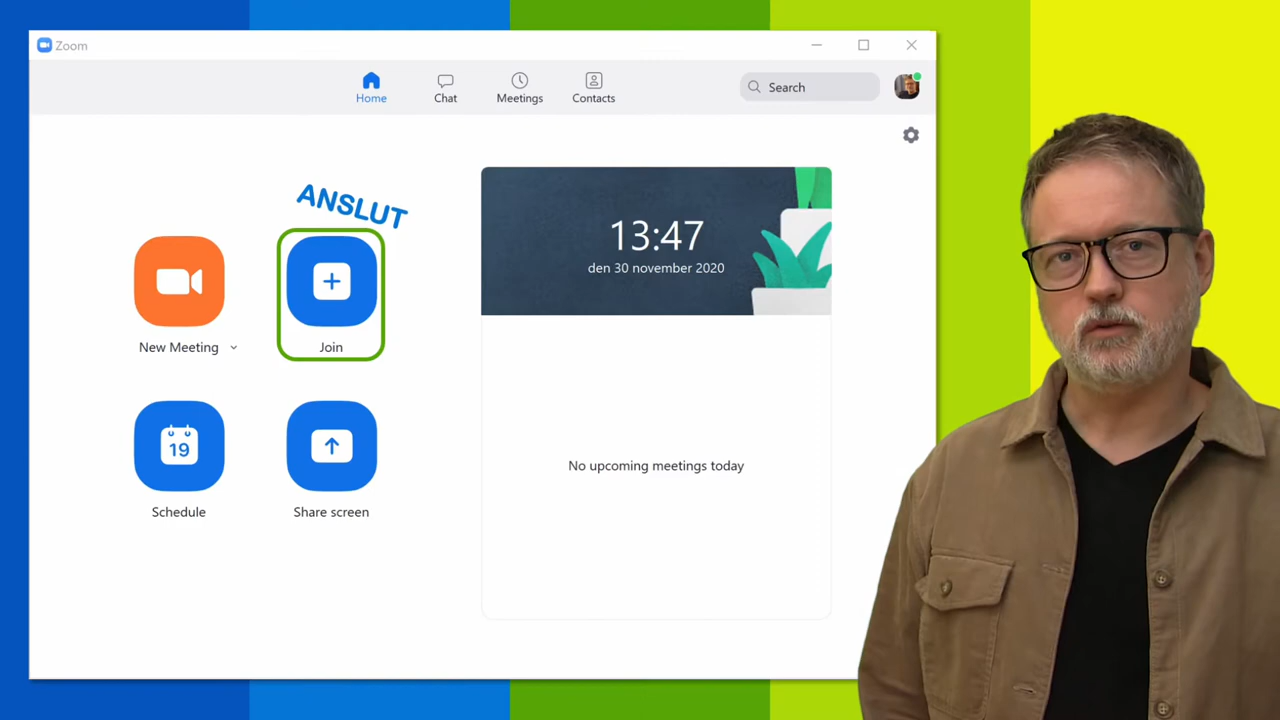 Zoom
Home
Chat
Meetings
Contacts
Search
ANSLUT
New Meeting
Join
Schedule
19
Share screen
13:47
den 30 november 2020
No upcoming meetings today